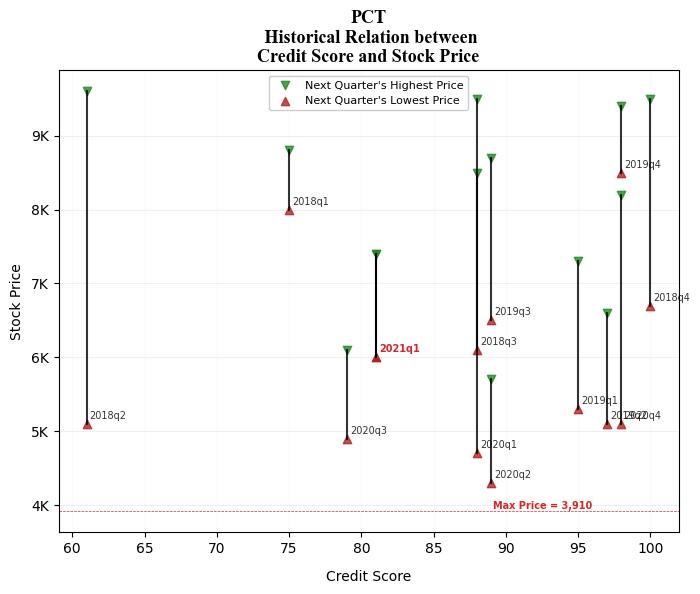 PCT
Historical Relation between
Credit Score and Stock Price
Next Quarter's Highest Price
Next Quarter's Lowest Price
9K
8K
7K
6K
5K
4K
Stock Price
2019q4
2018q1
2018q4
2019q3
2018q3
2021q1
2019q1
2018q2
2019q2
2020q4
2020q3
2020q1
2020q2
Max Price = 3,910
60
65
70
75
80
85
90
95
100
Credit Score